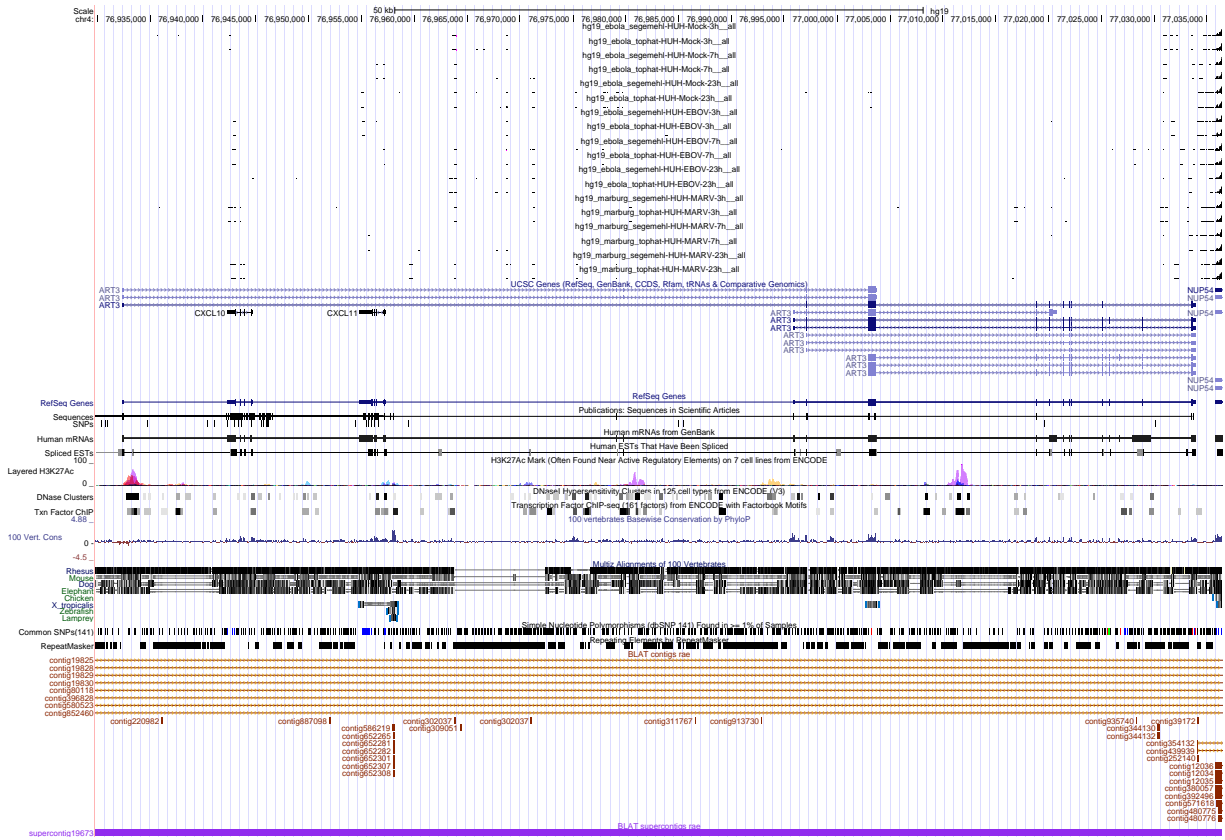 Scale 50 kb hg19
chr4: 76,935,000 76,940,000 76,945,000 76,950,000 76,955,000 76,960,000 76,965,000 76,970,000 76,975,000 76,980,000 76,985,000 76,990,000 76,995,000 77,000,000 77,005,000 77,010,000 77,015,000 77,020,000 77,025,000 77,030,000 77,035,000
hg19_ebola_segemehl-HUH-Mock-3h__all
hg19_ebola_tophat-HUH-Mock-3h__all
hg19_ebola_segemehl-HUH-Mock-7h__all
hg19_ebola_tophat-HUH-Mock-7h__all
hg19_ebola_segemehl-HUH-Mock-23h__all
hg19_ebola_tophat-HUH-Mock-23h__all
hg19_ebola_segemehl-HUH-EBOV-3h__all
hg19_ebola_tophat-HUH-EBOV-3h__all
hg19_ebola_segemehl-HUH-EBOV-7h__all
hg19_ebola_tophat-HUH-EBOV-7h__all
hg19_ebola_segemehl-HUH-EBOV-23h__all
hg19_ebola_tophat-HUH-EBOV-23h__all
hg19_marburg_segemehl-HUH-MARV-3h__all
hg19_marburg_tophat-HUH-MARV-3h__all
hg19_marburg_segemehl-HUH-MARV-7h__all
hg19_marburg_tophat-HUH-MARV-7h__all
hg19_marburg_segemehl-HUH-MARV-23h__all
hg19_marburg_tophat-HUH-MARV-23h__all
UCSC Genes (RefSeq, GenBank, CCDS, Rfam, tRNAs & Comparative Genomics)
ART3 NUP54
ART3 NUP54
ART3
CXCL10 CXCL11 ART3 NUP54
ART3
ART3
ART3
ART3
ART3
ART3
ART3
ART3
NUP54
NUP54
RefSeq Genes
RefSeq Genes
Publications: Sequences in Scientific Articles
Sequences
SNPs
Human mRNAs from GenBank
Human mRNAs
Human ESTs That Have Been Spliced
Spliced ESTs
H3K27Ac Mark (Often Found Near Active Regulatory Elements) on 7 cell lines from ENCODE
100 _
Layered H3K27Ac
0 _
DNaseI Hypersensitivity Clusters in 125 cell types from ENCODE (V3)
DNase Clusters
Transcription Factor ChIP-seq (161 factors) from ENCODE with Factorbook Motifs
Txn Factor ChIP
100 vertebrates Basewise Conservation by PhyloP
4.88 _
100 Vert. Cons
0 -
-4.5 _
Multiz Alignments of 100 Vertebrates
Rhesus
Mouse
Dog
Elephant
Chicken
X_tropicalis
Zebrafish
Lamprey
Simple Nucleotide Polymorphisms (dbSNP 141) Found in >= 1% of Samples
Common SNPs(141)
Repeating Elements by RepeatMasker
RepeatMasker
BLAT contigs rae
contig19825
contig19828
contig19829
contig19830
contig80118
contig396828
contig580523
contig652460
contig220982 contig887098 contig302037 contig302037 contig311767 contig913730 contig935740 contig39172
contig586219 contig309051 contig344130
contig652265 contig344132
contig652281 contig354132
contig652282 contig439939
contig652301 contig252140
contig652307 contig12036
contig652308 contig12034
contig12035
contig380057
contig392496
contig571618
contig480775
contig480776
BLAT supercontigs rae
supercontig19673